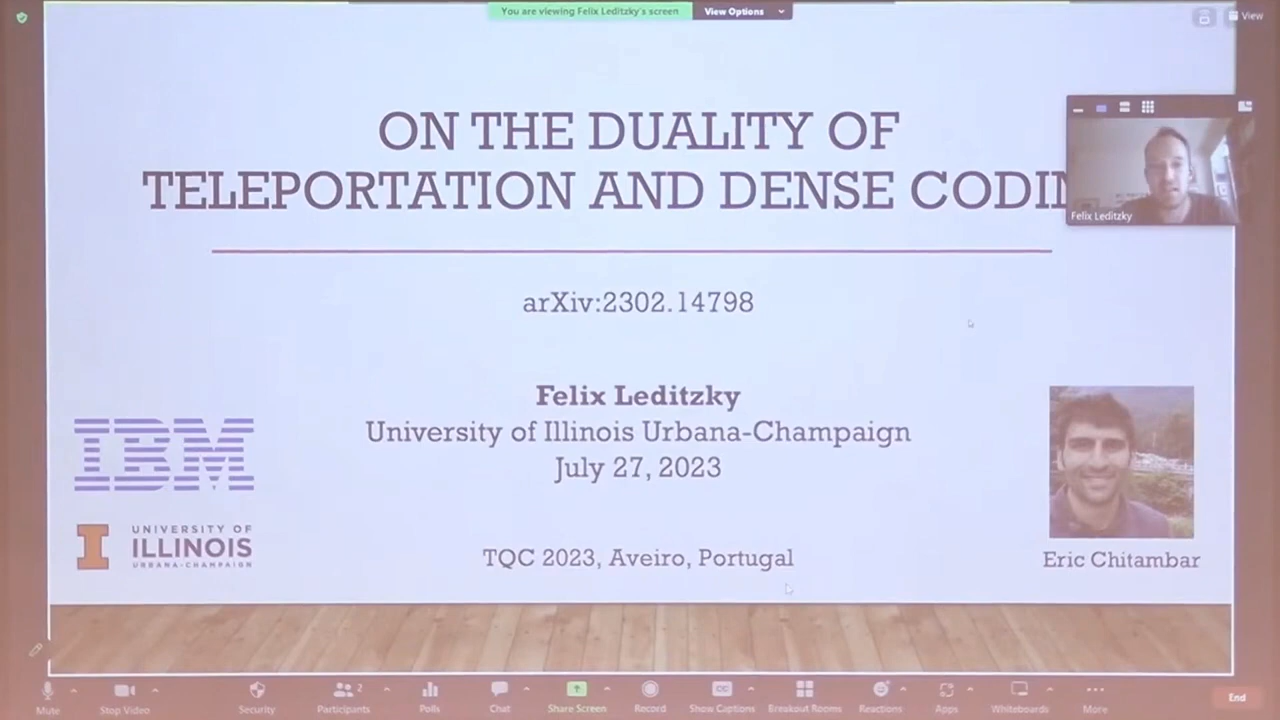 You are viewing Felix Leditzky's screen
View Options
View
ON THE DUALITY OF
TELEPORTATION AND DENSE CODIN
Felix Leditzky
arXiv:2302.14798
Felix Leditzky
University of Illinois Urbana-Champaign
July 27, 2023
IBM
UNIVERSITY OF
ILLINOIS
URBANA-CHAMPAIGN
TQC 2023, Aveiro, Portugal
Eric Chitambar
Mute
Stop Video
Security
Participants
2
Polls
Chat
Share Screen
Record
CC
Show Captions
Breakout Rooms
Reactions
Apps
Whiteboards
More
End